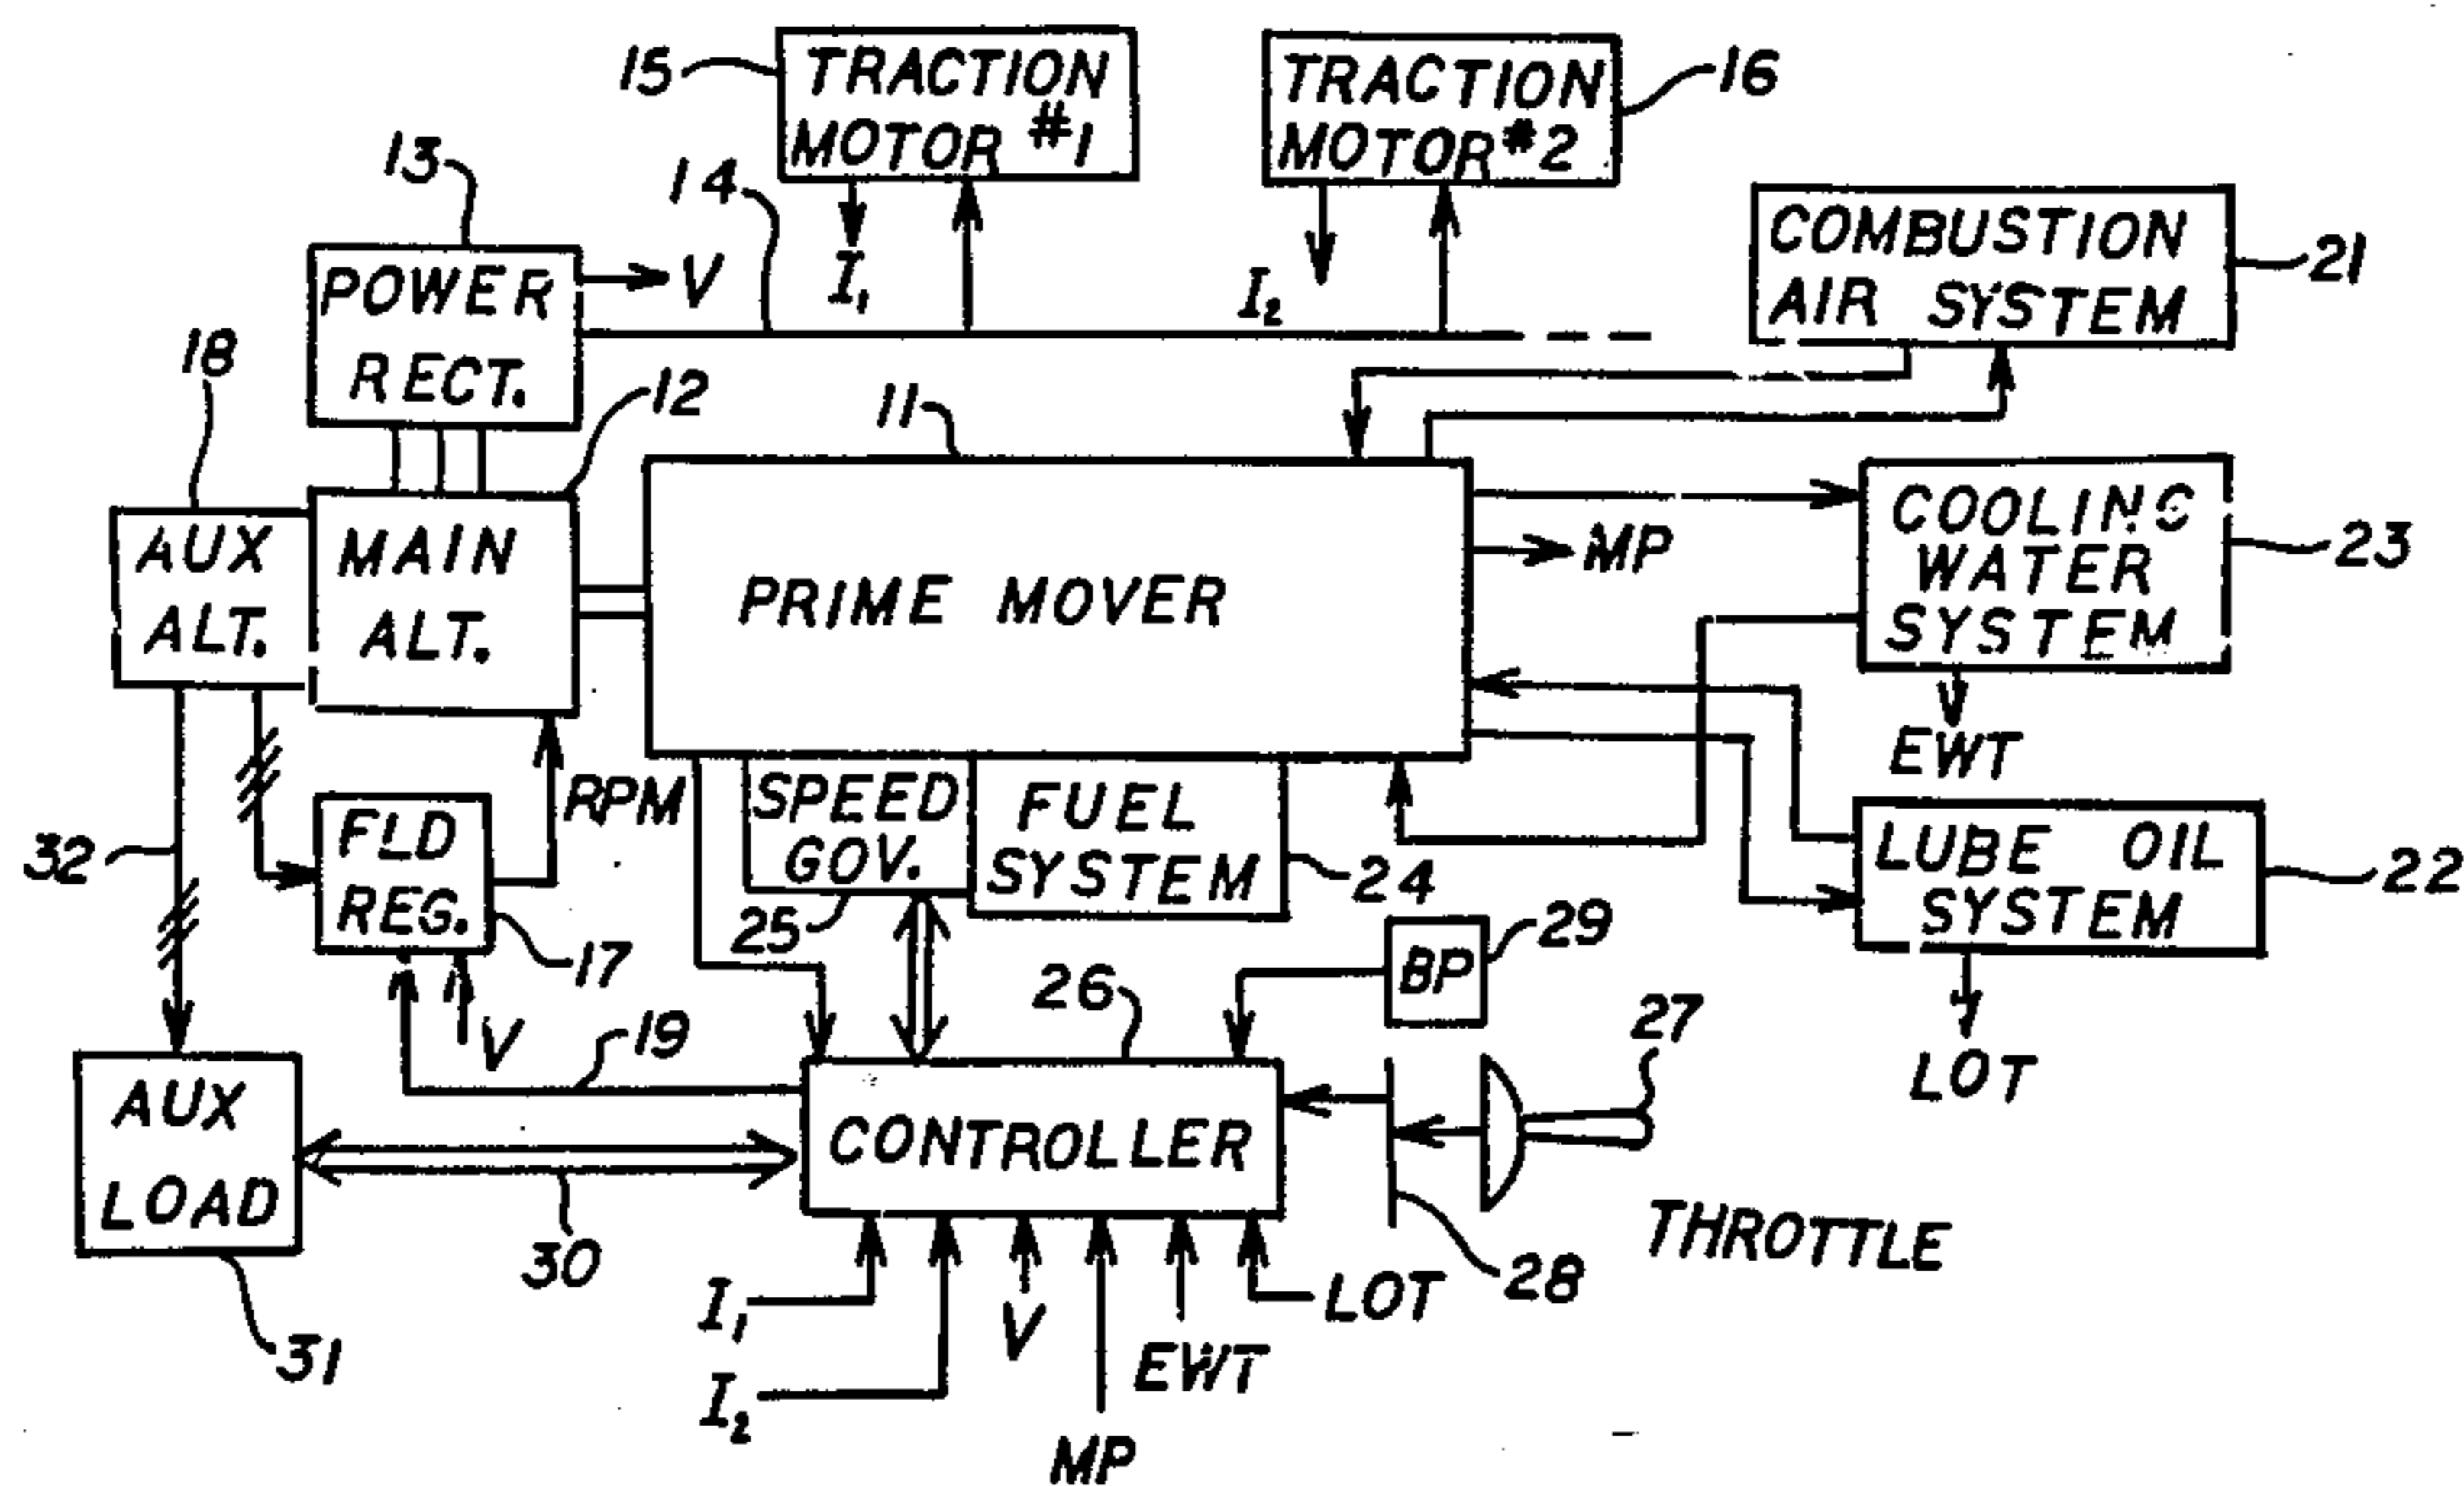 15
TRACTION
MOTOR #1
TRACTION
MOTOR #2
16
13
14
POWER
RECT.
V
I1
I2
COMBUSTION
AIR SYSTEM
21
18
12
11
AUX
ALT.
MAIN
ALT.
PRIME MOVER
MP
COOLING
WATER
SYSTEM
23
EWT
RPM
SPEED
GOV.
FUEL
SYSTEM
24
25
32
FLD
REG.
17
LUBE OIL
SYSTEM
22
LOT
BP
29
26
27
V
19
AUX
LOAD
31
30
CONTROLLER
28
THROTTLE
I1
I2
V
MP
EWT
LOT